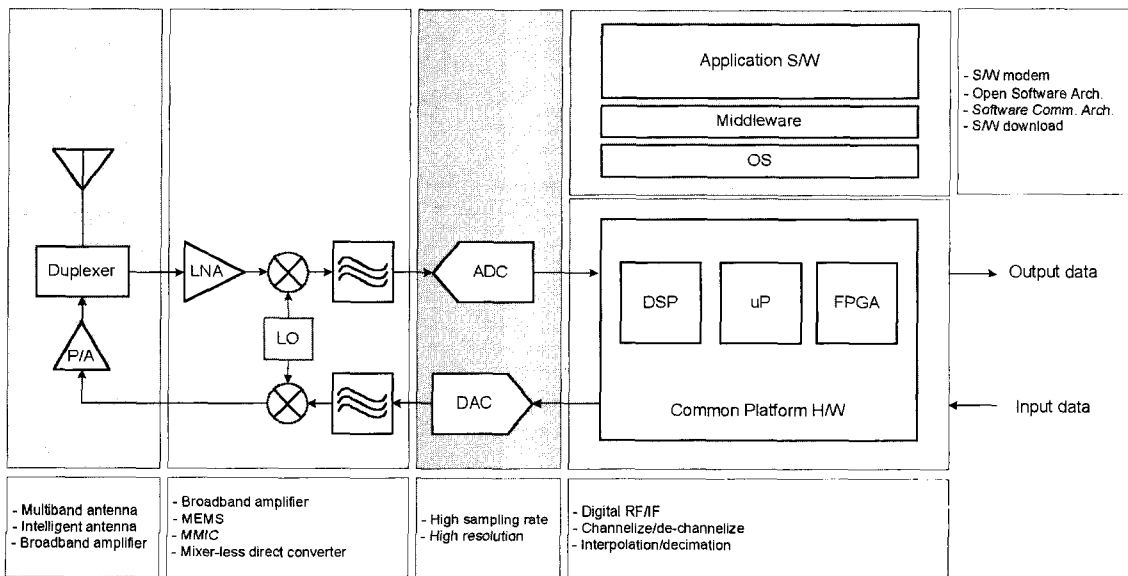 Application S/W
Middleware
OS
- S/W modem
- Open Software Arch.
- Software Comm. Arch.
- S/W download
Duplexer
LNA
ADC
DSP
uP
FPGA
Output data
LO
P/A
DAC
Common Platform H/W
Input data
- Multiband antenna
- Intelligent antenna
- Broadband amplifier
- Broadband amplifier
- MEMS
- MMIC
- Mixer-less direct converter
- High sampling rate
- High resolution
- Digital RF/IF
- Channelize/de-channelize
- Interpolation/decimation